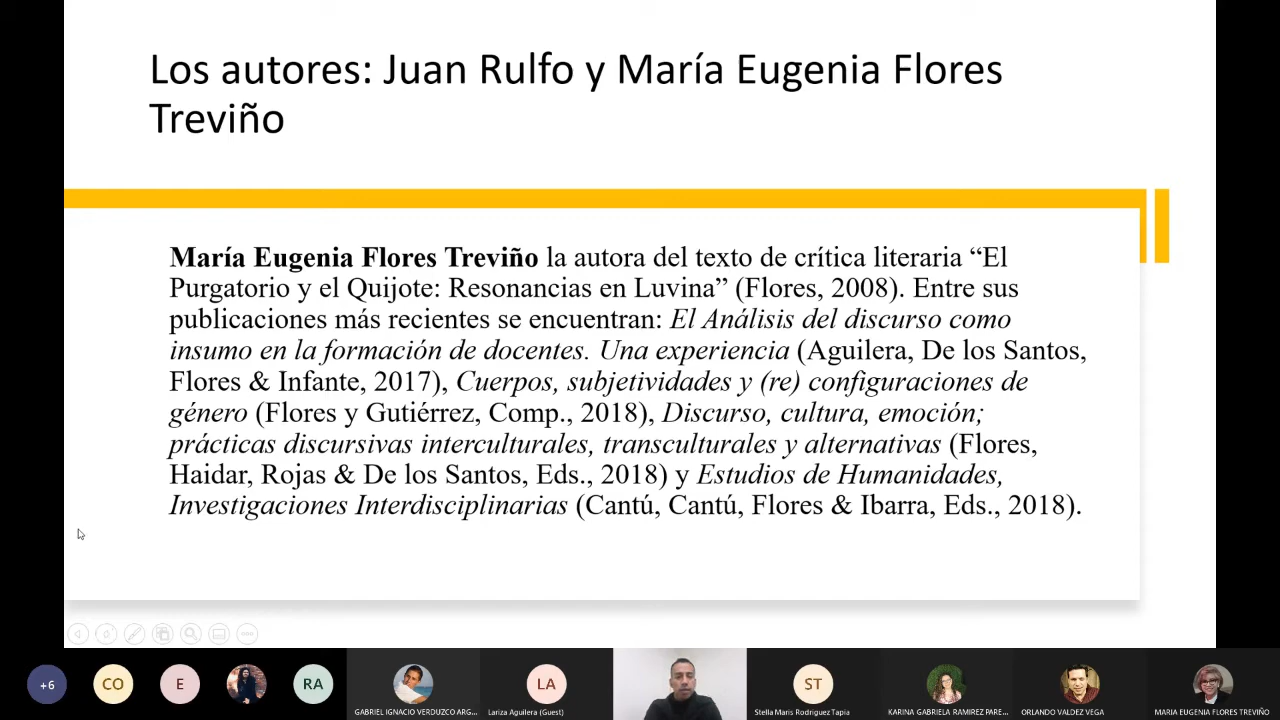 Los autores: Juan Rulfo y María Eugenia Flores
Treviño
María Eugenia Flores Treviño la autora del texto de crítica literaria “El
Purgatorio y el Quijote: Resonancias en Luvina” (Flores, 2008). Entre sus
publicaciones más recientes se encuentran: El Análisis del discurso como
insumo en la formación de docentes. Una experiencia (Aguilera, De los Santos,
Flores & Infante, 2017), Cuerpos, subjetividades y (re) configuraciones de
género (Flores y Gutiérrez, Comp., 2018), Discurso, cultura, emoción;
prácticas discursivas interculturales, transculturales y alternativas (Flores,
Haidar, Rojas & De los Santos, Eds., 2018) y Estudios de Humanidades,
Investigaciones Interdisciplinarias (Cantú, Cantú, Flores & Ibarra, Eds., 2018).
+6
CO
E
RA
GABRIEL IGNACIO VERDUZCO ARG...
LA
Lariza Aguilera (Guest)
ST
Stella Maris Rodriguez Tapia
KARINA GABRIELA RAMIREZ PARE...
ORLANDO VALDEZ VEGA
MARIA EUGENIA FLORES TREVIÑO